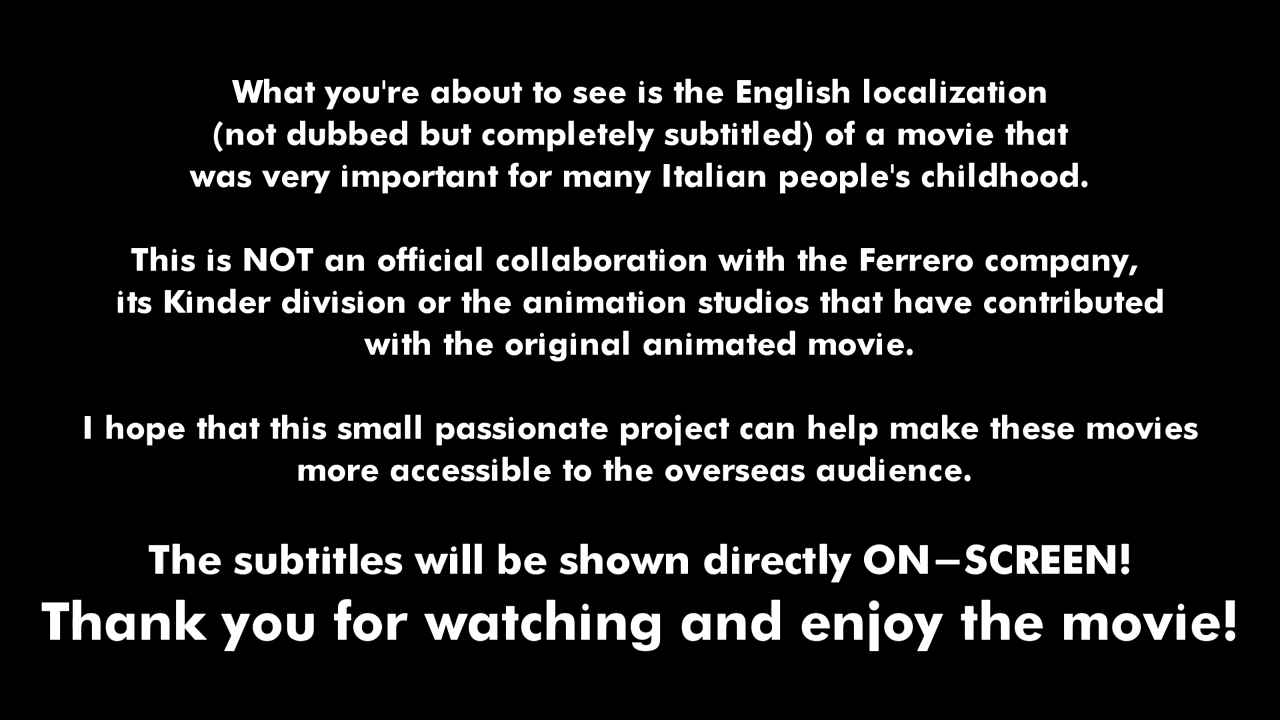 What you're about to see is the English localization
(not dubbed but completely subtitled) of a movie that
was very important for many Italian people's childhood.
This is NOT an official collaboration with the Ferrero company,
its Kinder division or the animation studios that have contributed
with the original animated movie.
I hope that this small passionate project can help make these movies
more accessible to the overseas audience.
The subtitles will be shown directly ON–SCREEN!
Thank you for watching and enjoy the movie!